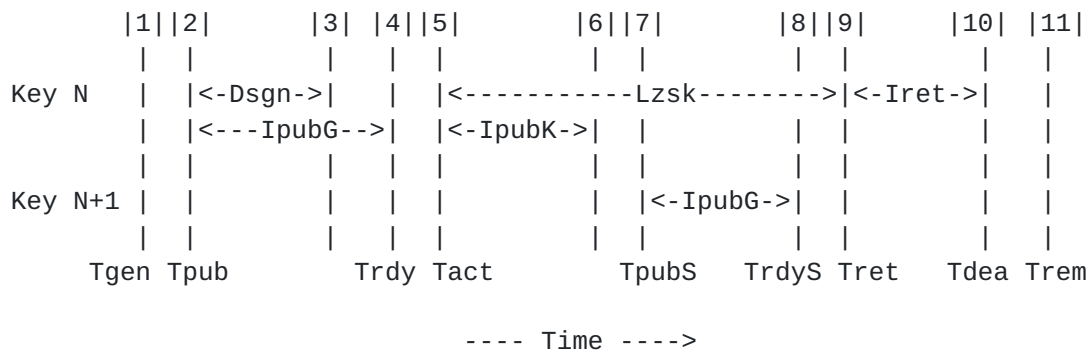 |1||2|       |3|  |4||5|       |6||7|       |8||9|      |10| |11|
        |  |         |   |  |         |  |         |  |        |   |
Key N   |  |<-Dsgn->|   |  |<-----------Lzsk-------->|<-Iret->|   |
        |  |<---IpubG-->|  |<-IpubK->|  |         |  |        |   |
        |  |         |   |  |         |  |         |  |        |   |
Key N+1 |  |         |   |  |         |  |<-IpubG->|  |        |   |
        |  |         |   |  |         |  |         |  |        |   |
     Tgen Tpub        Trdy Tact        TpubS   TrdyS Tret     Tdea Trem
                             ---- Time ---->